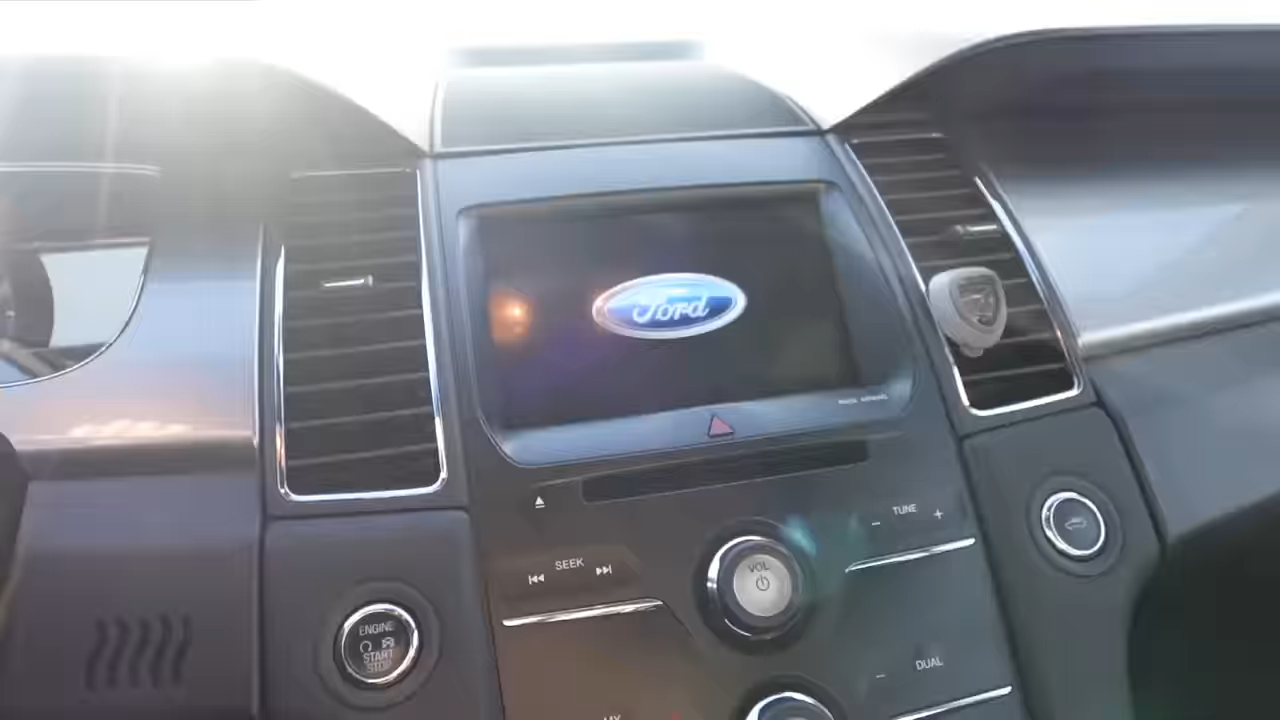 Ford
TUNE
- +
SEEK
VOL
ENGINE
START
STOP
DUAL
-